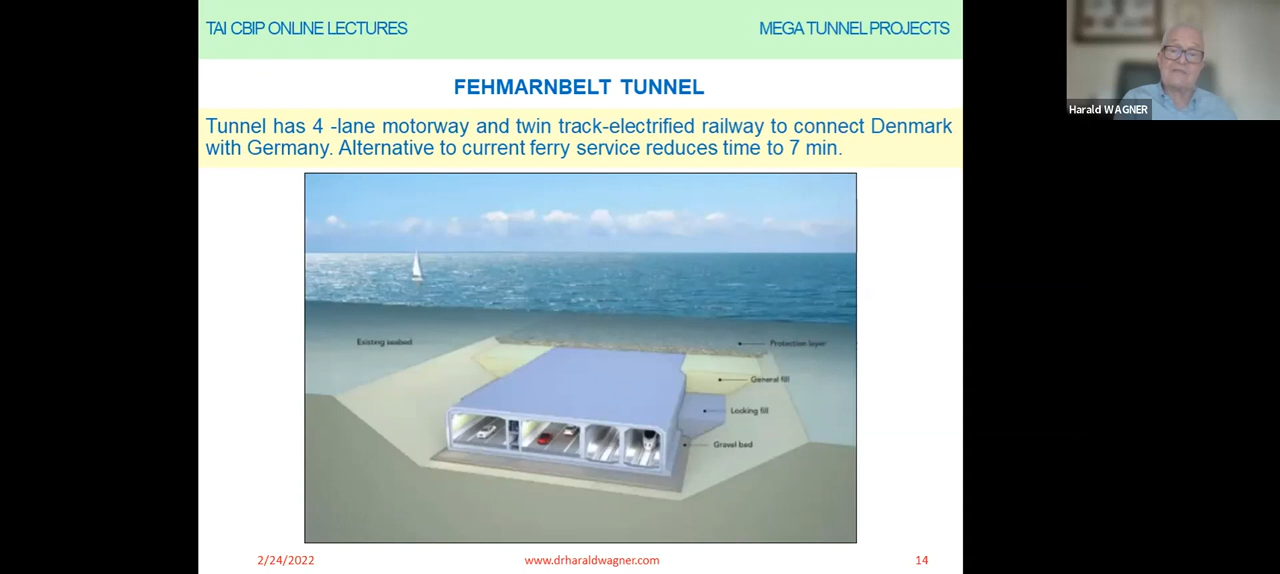 TAI CBIP ONLINE LECTURES
MEGA TUNNEL PROJECTS
Harald WAGNER
FEHMARNBELT TUNNEL
Tunnel has 4 -lane motorway and twin track-electrified railway to connect Denmark
with Germany. Alternative to current ferry service reduces time to 7 min.
Existing seabed
Protection layer
General fill
Locking fill
Gravel bed
2/24/2022
www.drharaldwagner.com
14